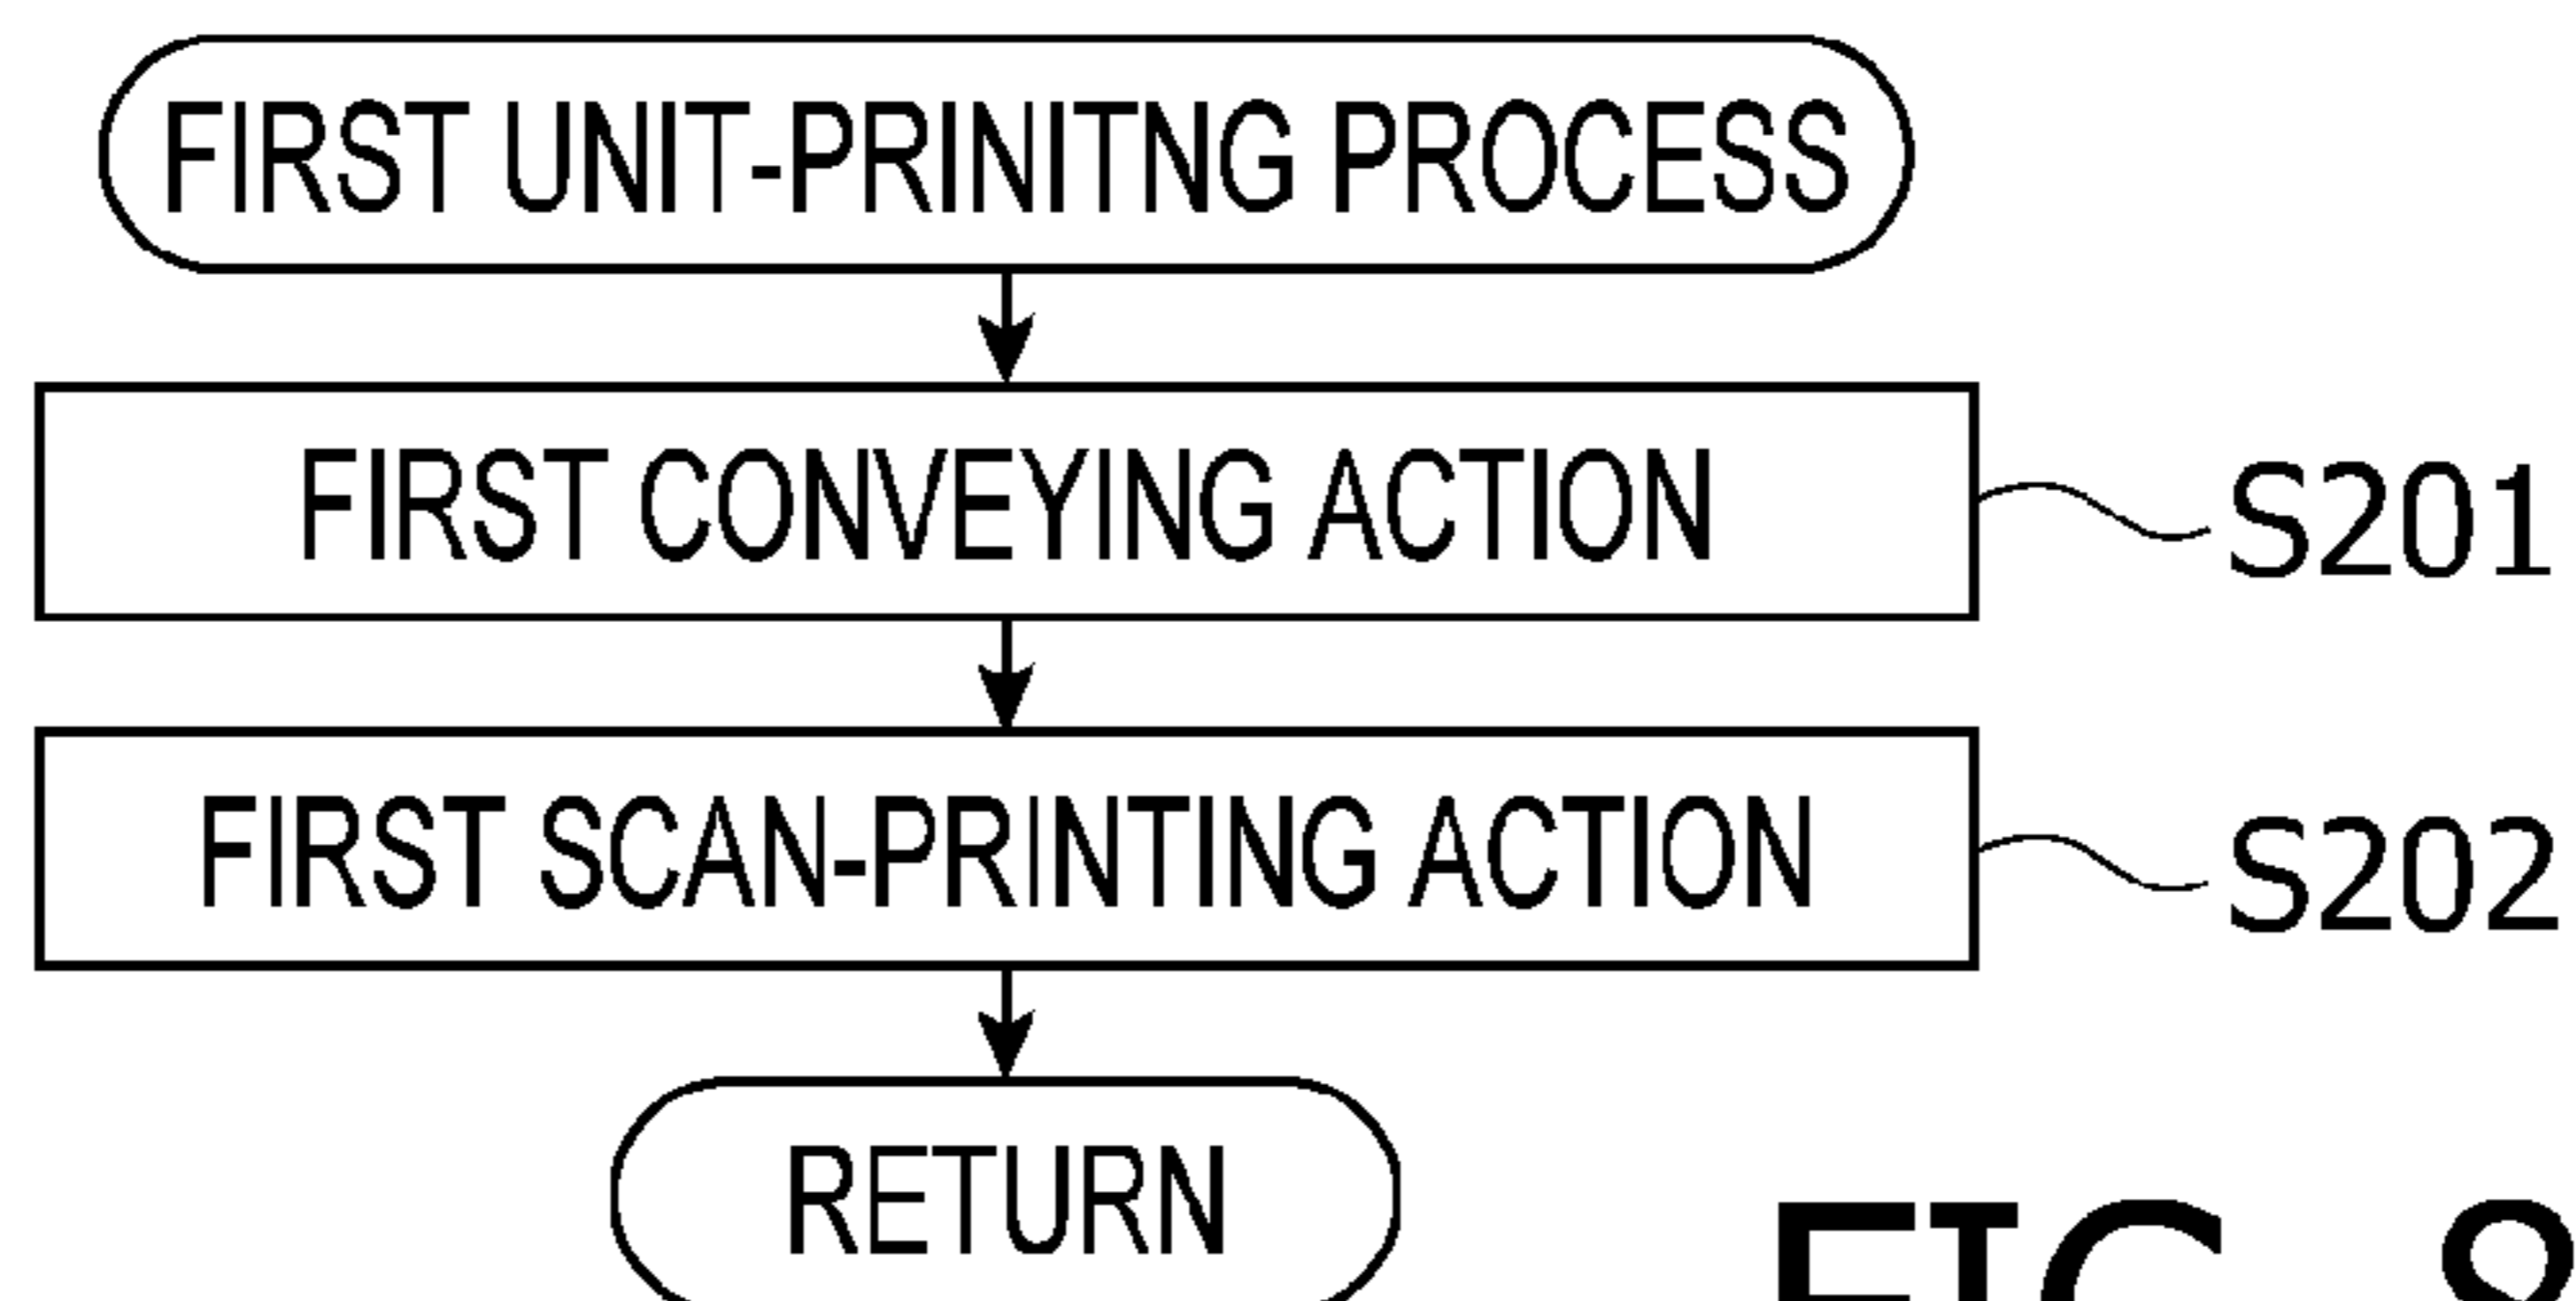 FIRST UNIT-PRINITNG PROCESS
FIRST CONVEYING ACTION
S201
FIRST SCAN-PRINTING ACTION
S202
RETURN